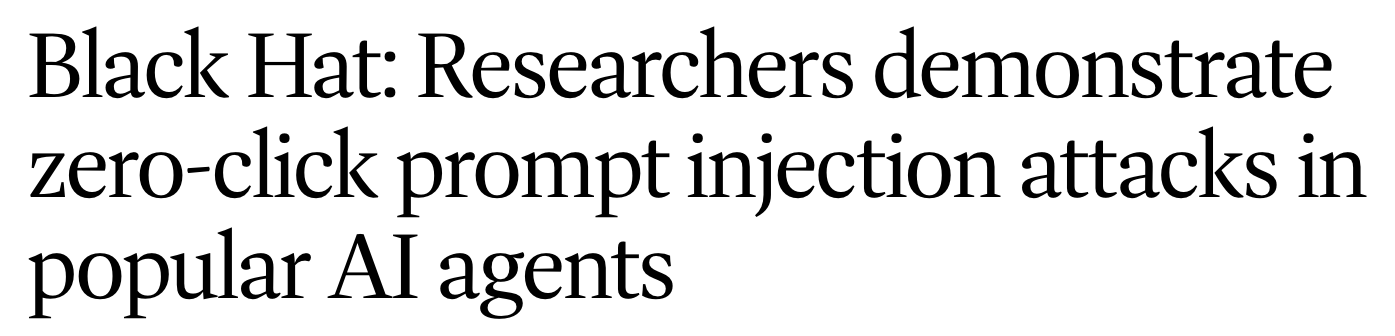 Black Hat: Researchers demonstrate
zero-click prompt injection attacks in
popular AI agents